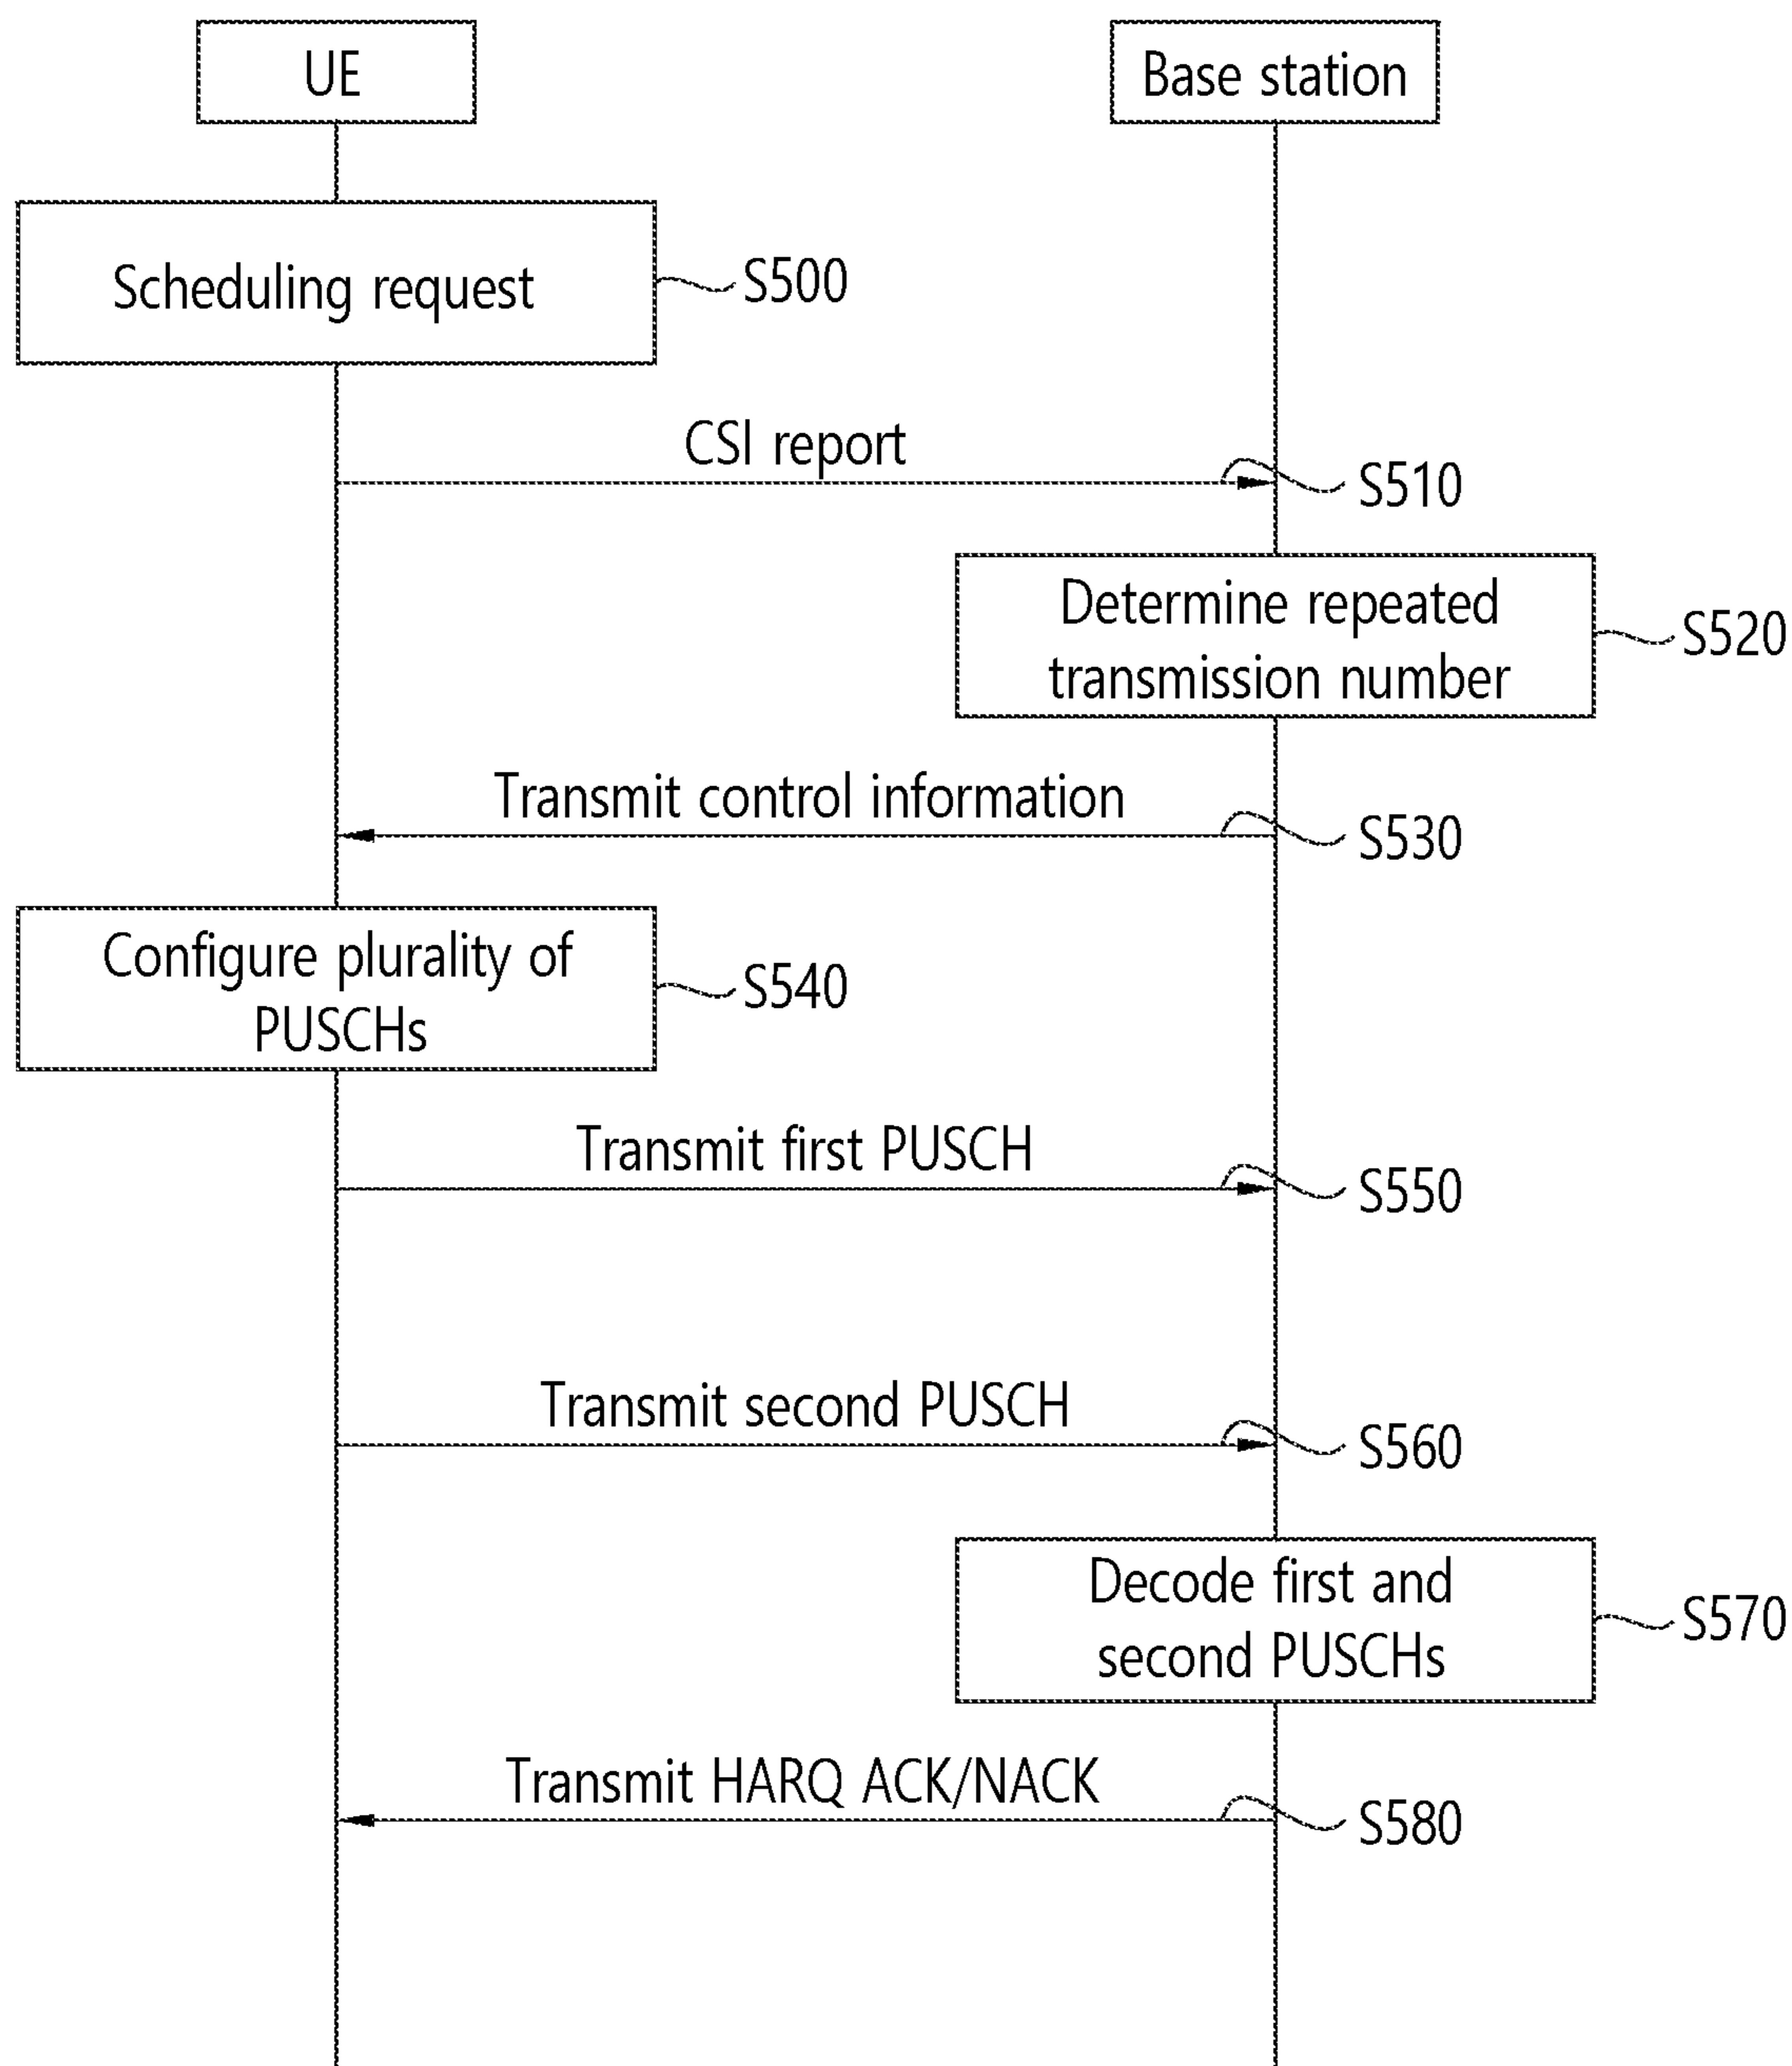 UE
Base station
Scheduling request
S500
CSI report
S510
Determine repeated
transmission number
S520
Transmit control information
S530
Configure plurality of
PUSCHs
S540
Transmit first PUSCH
S550
Transmit second PUSCH
S560
Decode first and
second PUSCHs
S570
Transmit HARQ ACK/NACK
S580